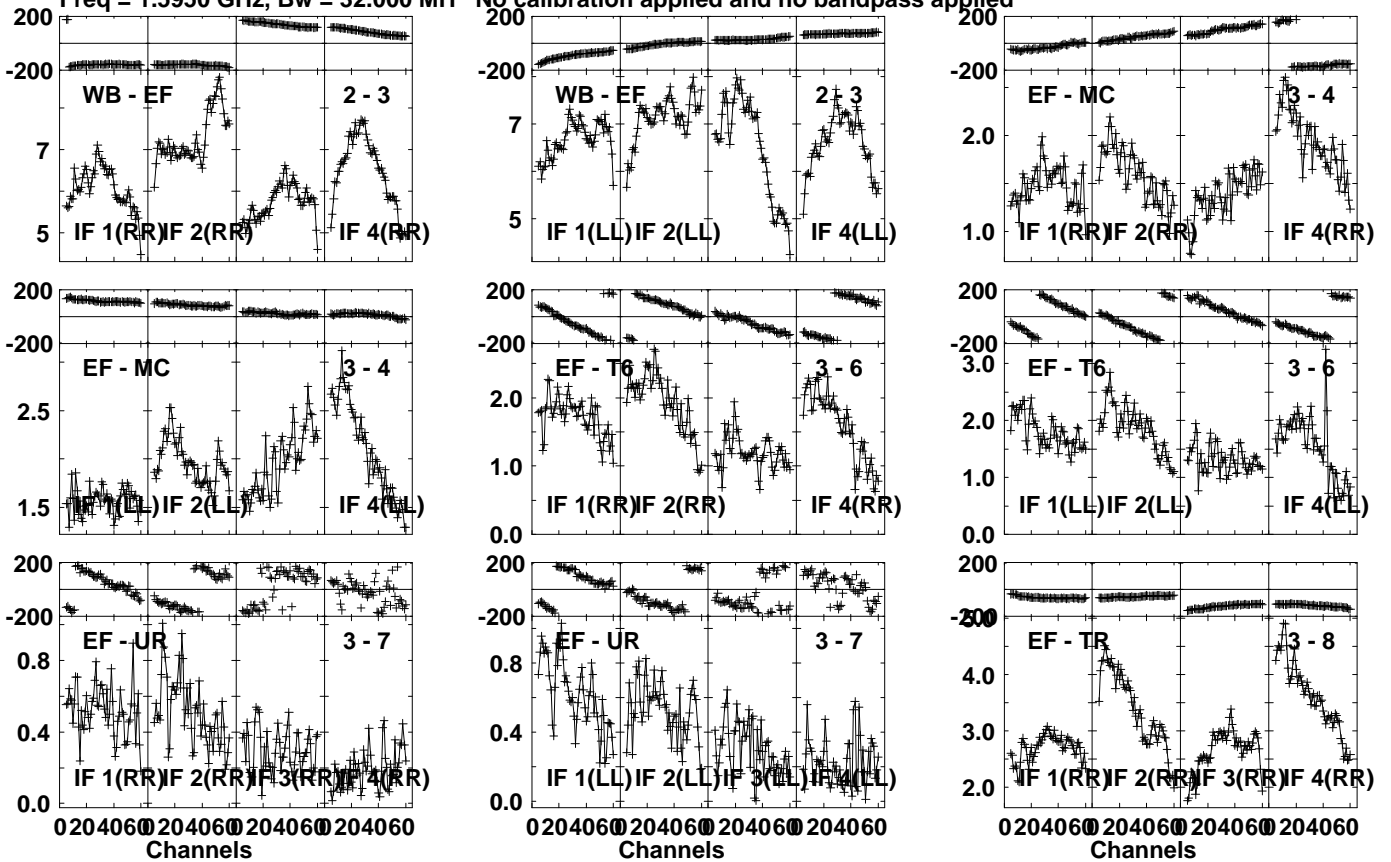 Freq = 1.5950 GHz, Bw = 32.000 MH No calibration applied and no bandpass applied
200
-200
WB - EF 2 - 3
7
5
IF 1(RR) IF 2(RR) IF 4(RR)
WB - EF 2 - 3
7
5
IF 1(LL) IF 2(LL) IF 4(LL)
200
-200
EF - MC 3 - 4
2.0
1.0
IF 1(RR) IF 2(RR) IF 4(RR)
200
-200
EF - MC 3 - 4
2.5
1.5
IF 1(LL) IF 2(LL) IF 4(LL)
200
-200
EF - T6 3 - 6
2.0
1.0
0.0
IF 1(RR) IF 2(RR) IF 4(RR)
200
-200
EF - T6 3 - 6
3.0
2.0
1.0
0.0
IF 1(LL) IF 2(LL) IF 4(LL)
200
-200
EF - UR 3 - 7
0.8
0.4
0.0
IF 1(RR) IF 2(RR) IF 3(RR) IF 4(RR)
0 20 40 60 0 20 40 60 0 20 40 60 0 20 40 60
Channels
200
-200
EF - UR 3 - 7
0.8
0.4
0.0
IF 1(LL) IF 2(LL) IF 3(LL) IF 4(LL)
0 20 40 60 0 20 40 60 0 20 40 60 0 20 40 60
Channels
200
-200
5.0
EF - TR 3 - 8
4.0
3.0
2.0
IF 1(RR) IF 2(RR) IF 3(RR) IF 4(RR)
0 20 40 60 0 20 40 60 0 20 40 60 0 20 40 60
Channels